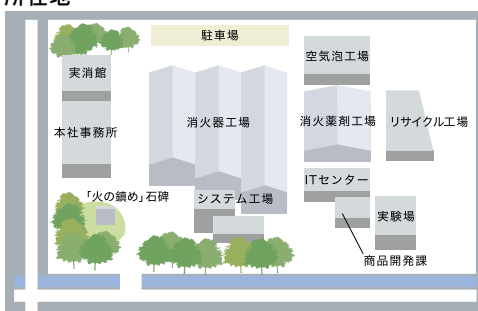 所在地
駐車場
空気泡工場
実消館
消火器工場
消火薬剤工場
リサイクル工場
本社事務所
ITセンター
「火の鎮め」石碑
システム工場
実験場
商品開発課